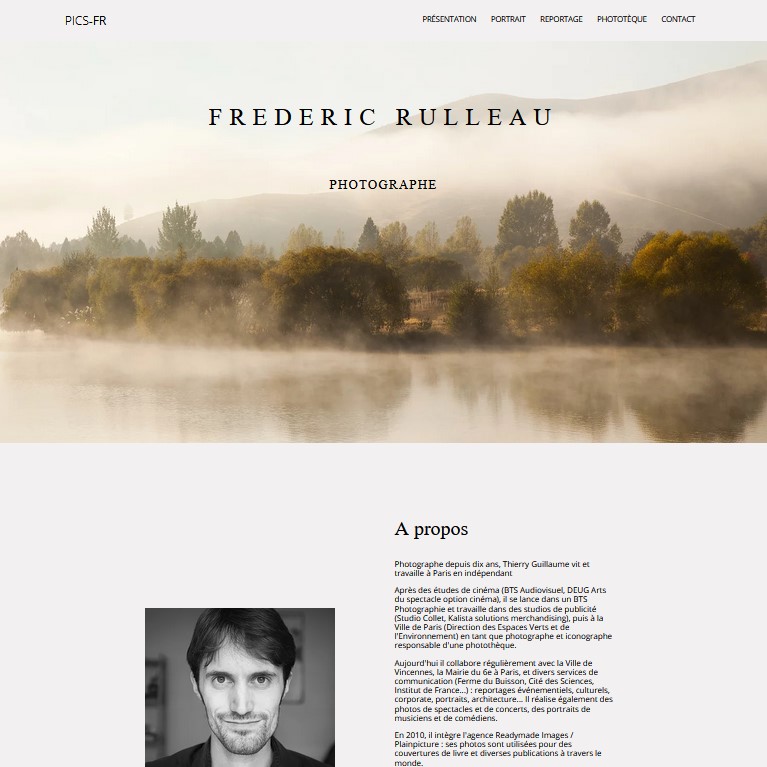 PICS-FR
PRÉSENTATION PORTRAIT REPORTAGE PHOTOTÈQUE CONTACT
FREDERIC RULLEAU
PHOTOGRAPHE
A propos
Photographe depuis dix ans, Thierry Guillaume vit et
travaille à Paris en indépendant
Après des études de cinéma (BTS Audiovisuel, DEUG Arts
du spectacle option cinéma), il se lance dans un BTS
Photographie et travaille dans des studios de publicité
(Studio Collet, Kalista solutions merchandising), puis à la
Ville de Paris (Direction des Espaces Verts et de
l'Environnement) en tant que photographe et iconographe
responsable d'une photothèque.
Aujourd'hui il collabore régulièrement avec la Ville de
Vincennes, la Mairie du 6e à Paris, et divers services de
communication (Ferme du Buisson, Cité des Sciences,
Institut de France...) : reportages événementiels, culturels,
corporate, portraits, architecture... Il réalise également des
photos de spectacles et de concerts, des portraits de
musiciens et de comédiens.
En 2010, il intègre l'agence Readymade Images /
Plainpicture : ses photos sont utilisées pour des
couvertures de livre et diverses publications à travers le
monde.